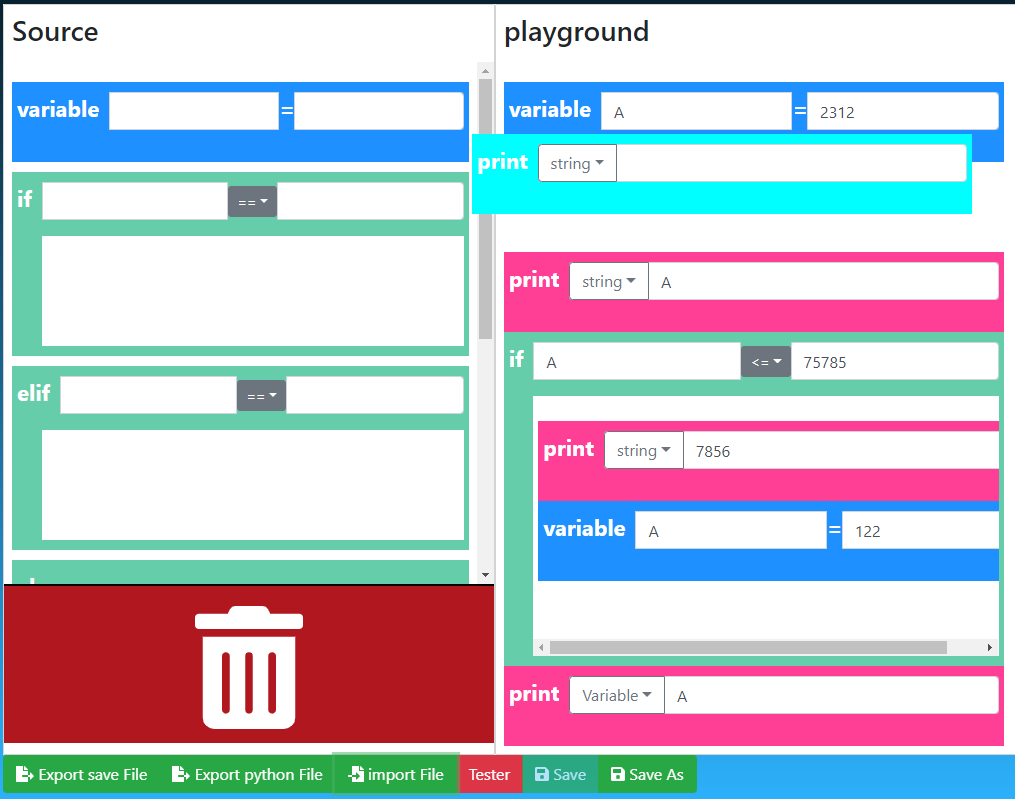 Source
variable =
if ==
elif ==
playground
variable A = 2312
print string
print string A
if A <= 75785
print string 7856
variable A = 122
print Variable A
Export save File Export python File import File Tester Save Save As